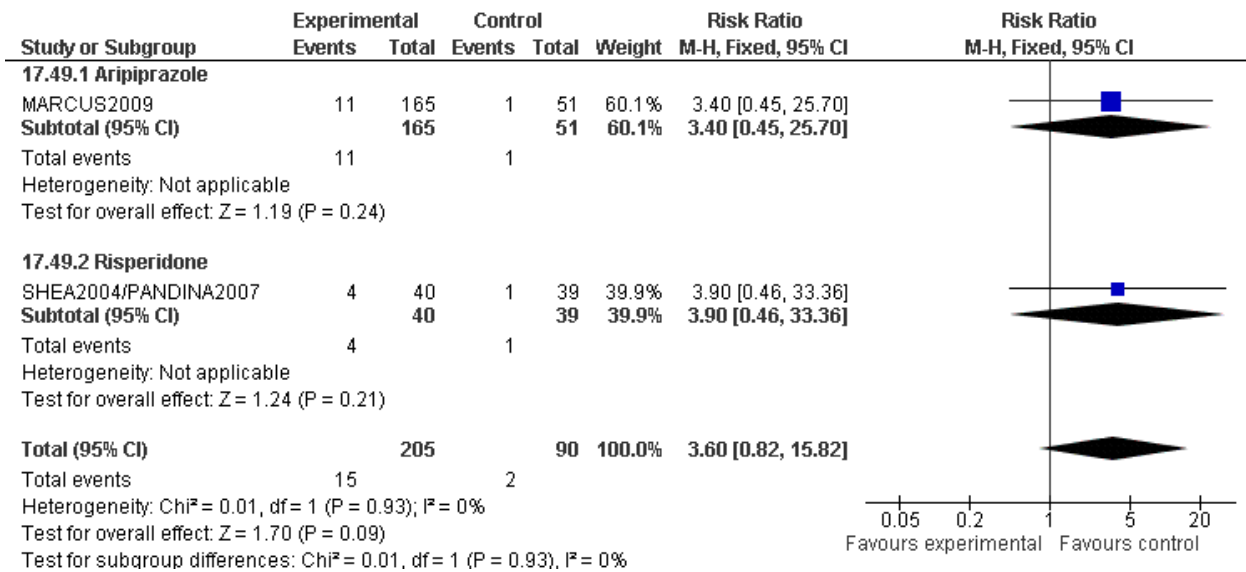 Experimental Control Risk Ratio Risk Ratio
Study or Subgroup Events Total Events Total Weight M-H, Fixed, 95% CI M-H, Fixed, 95% CI
17.49.1 Aripiprazole
MARCUS2009 11 165 1 51 60.1% 3.40 [0.45, 25.70]
Subtotal (95% CI) 165 51 60.1% 3.40 [0.45, 25.70]
Total events 11 1
Heterogeneity: Not applicable
Test for overall effect: Z = 1.19 (P = 0.24)
17.49.2 Risperidone
SHEA2004/PANDINA2007 4 40 1 39 39.9% 3.90 [0.46, 33.36]
Subtotal (95% CI) 40 39 39.9% 3.90 [0.46, 33.36]
Total events 4 1
Heterogeneity: Not applicable
Test for overall effect: Z = 1.24 (P = 0.21)
Total (95% CI) 205 90 100.0% 3.60 [0.82, 15.82]
Total events 15 2
Heterogeneity: Chi² = 0.01, df = 1 (P = 0.93); I² = 0%
Test for overall effect: Z = 1.70 (P = 0.09)
Test for subgroup differences: Chi² = 0.01, df = 1 (P = 0.93), I² = 0%
0.05 0.2 1 5 20
Favours experimental Favours control